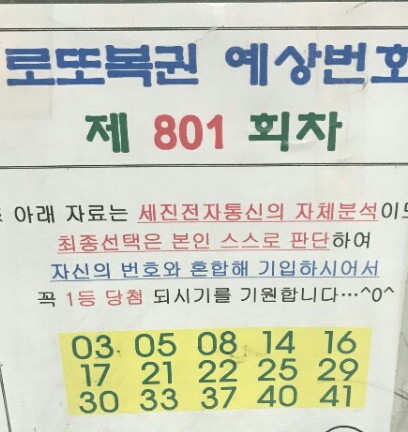 로또복권 예상번호
제 801 회차
아래 자료는 세진전자통신의 자체분석이므
최종선택은 본인 스스로 판단하여
자신의 번호와 혼합해 기입하시어서
꼭 1등 당첨 되시기를 기원합니다...^0^
03 05 08 14 16
17 21 22 25 29
30 33 37 40 41